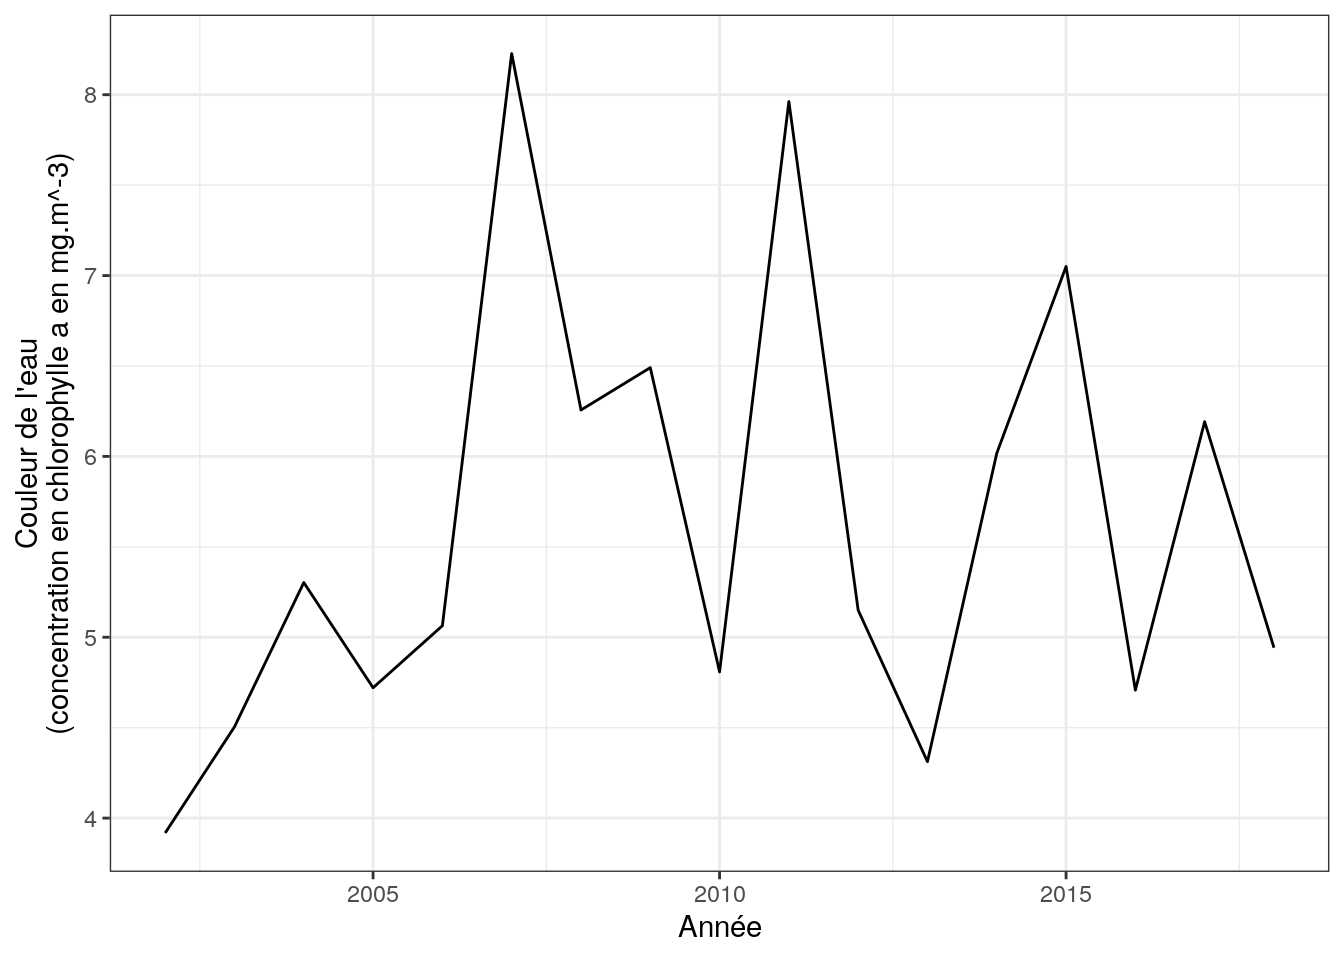 Couleur de l'eau
(concentration en chlorophylle a en mg.m^-3)
8
7
6
5
4
2005
2010
2015
Année